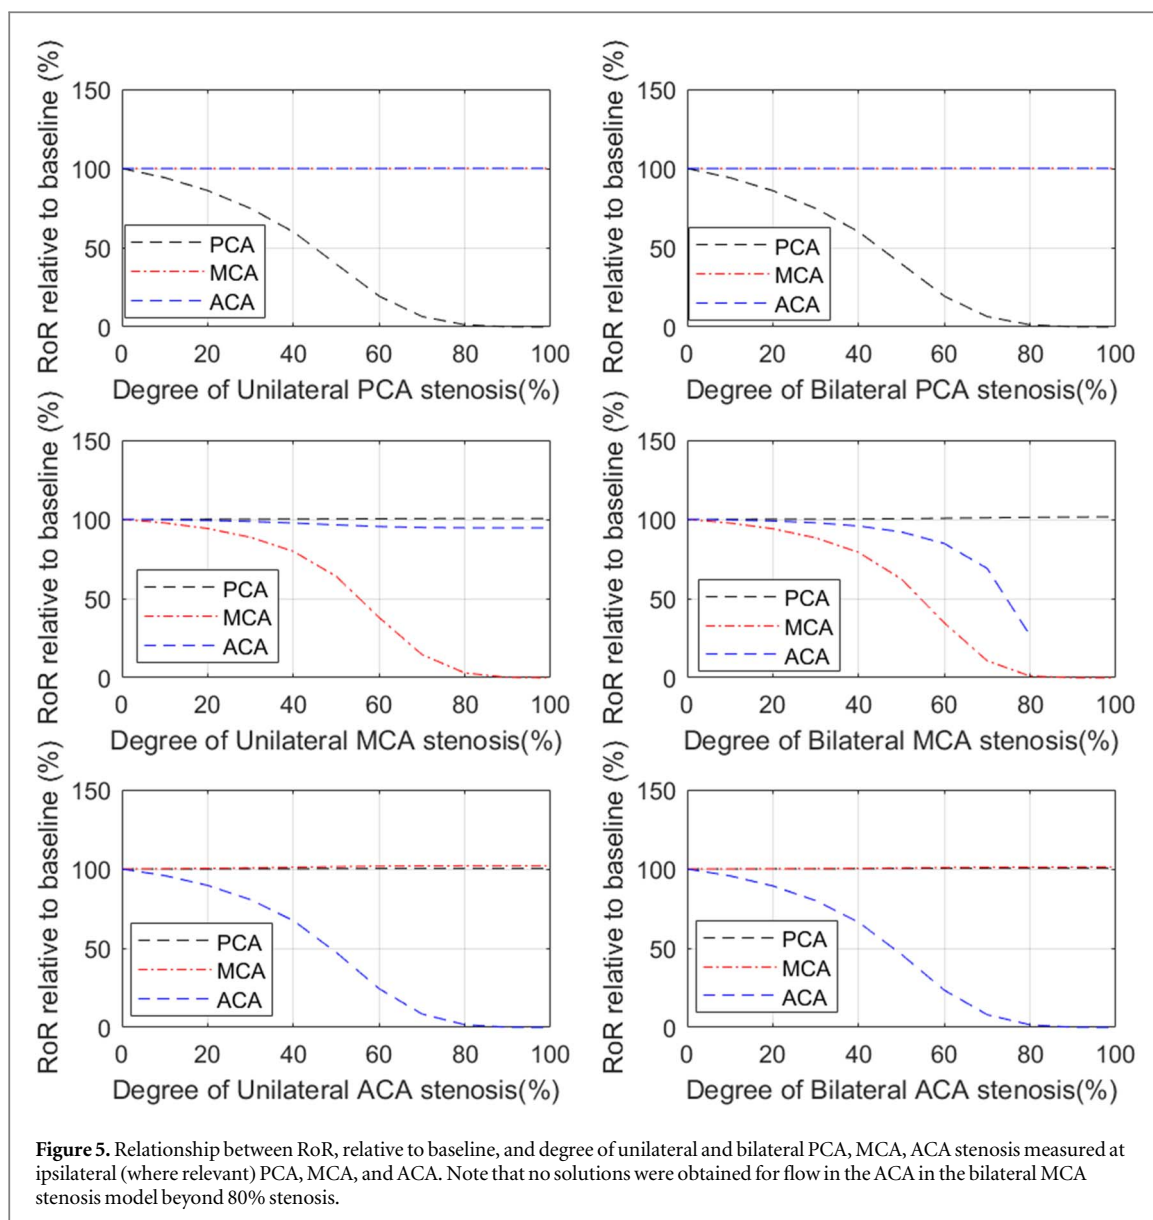 RoR relative to baseline (%)
150
100
50
0
PCA
MCA
ACA
0 20 40 60 80 100
Degree of Unilateral PCA stenosis(%)
RoR relative to baseline (%)
150
100
50
0
PCA
MCA
ACA
0 20 40 60 80 100
Degree of Bilateral PCA stenosis(%)
RoR relative to baseline (%)
150
100
50
0
PCA
MCA
ACA
0 20 40 60 80 100
Degree of Unilateral MCA stenosis(%)
RoR relative to baseline (%)
150
100
50
0
PCA
MCA
ACA
0 20 40 60 80 100
Degree of Bilateral MCA stenosis(%)
RoR relative to baseline (%)
150
100
50
0
PCA
MCA
ACA
0 20 40 60 80 100
Degree of Unilateral ACA stenosis(%)
RoR relative to baseline (%)
150
100
50
0
PCA
MCA
ACA
0 20 40 60 80 100
Degree of Bilateral ACA stenosis(%)
Figure 5. Relationship between RoR, relative to baseline, and degree of unilateral and bilateral PCA, MCA, ACA stenosis measured at
ipsilateral (where relevant) PCA, MCA, and ACA. Note that no solutions were obtained for flow in the ACA in the bilateral MCA
stenosis model beyond 80% stenosis.